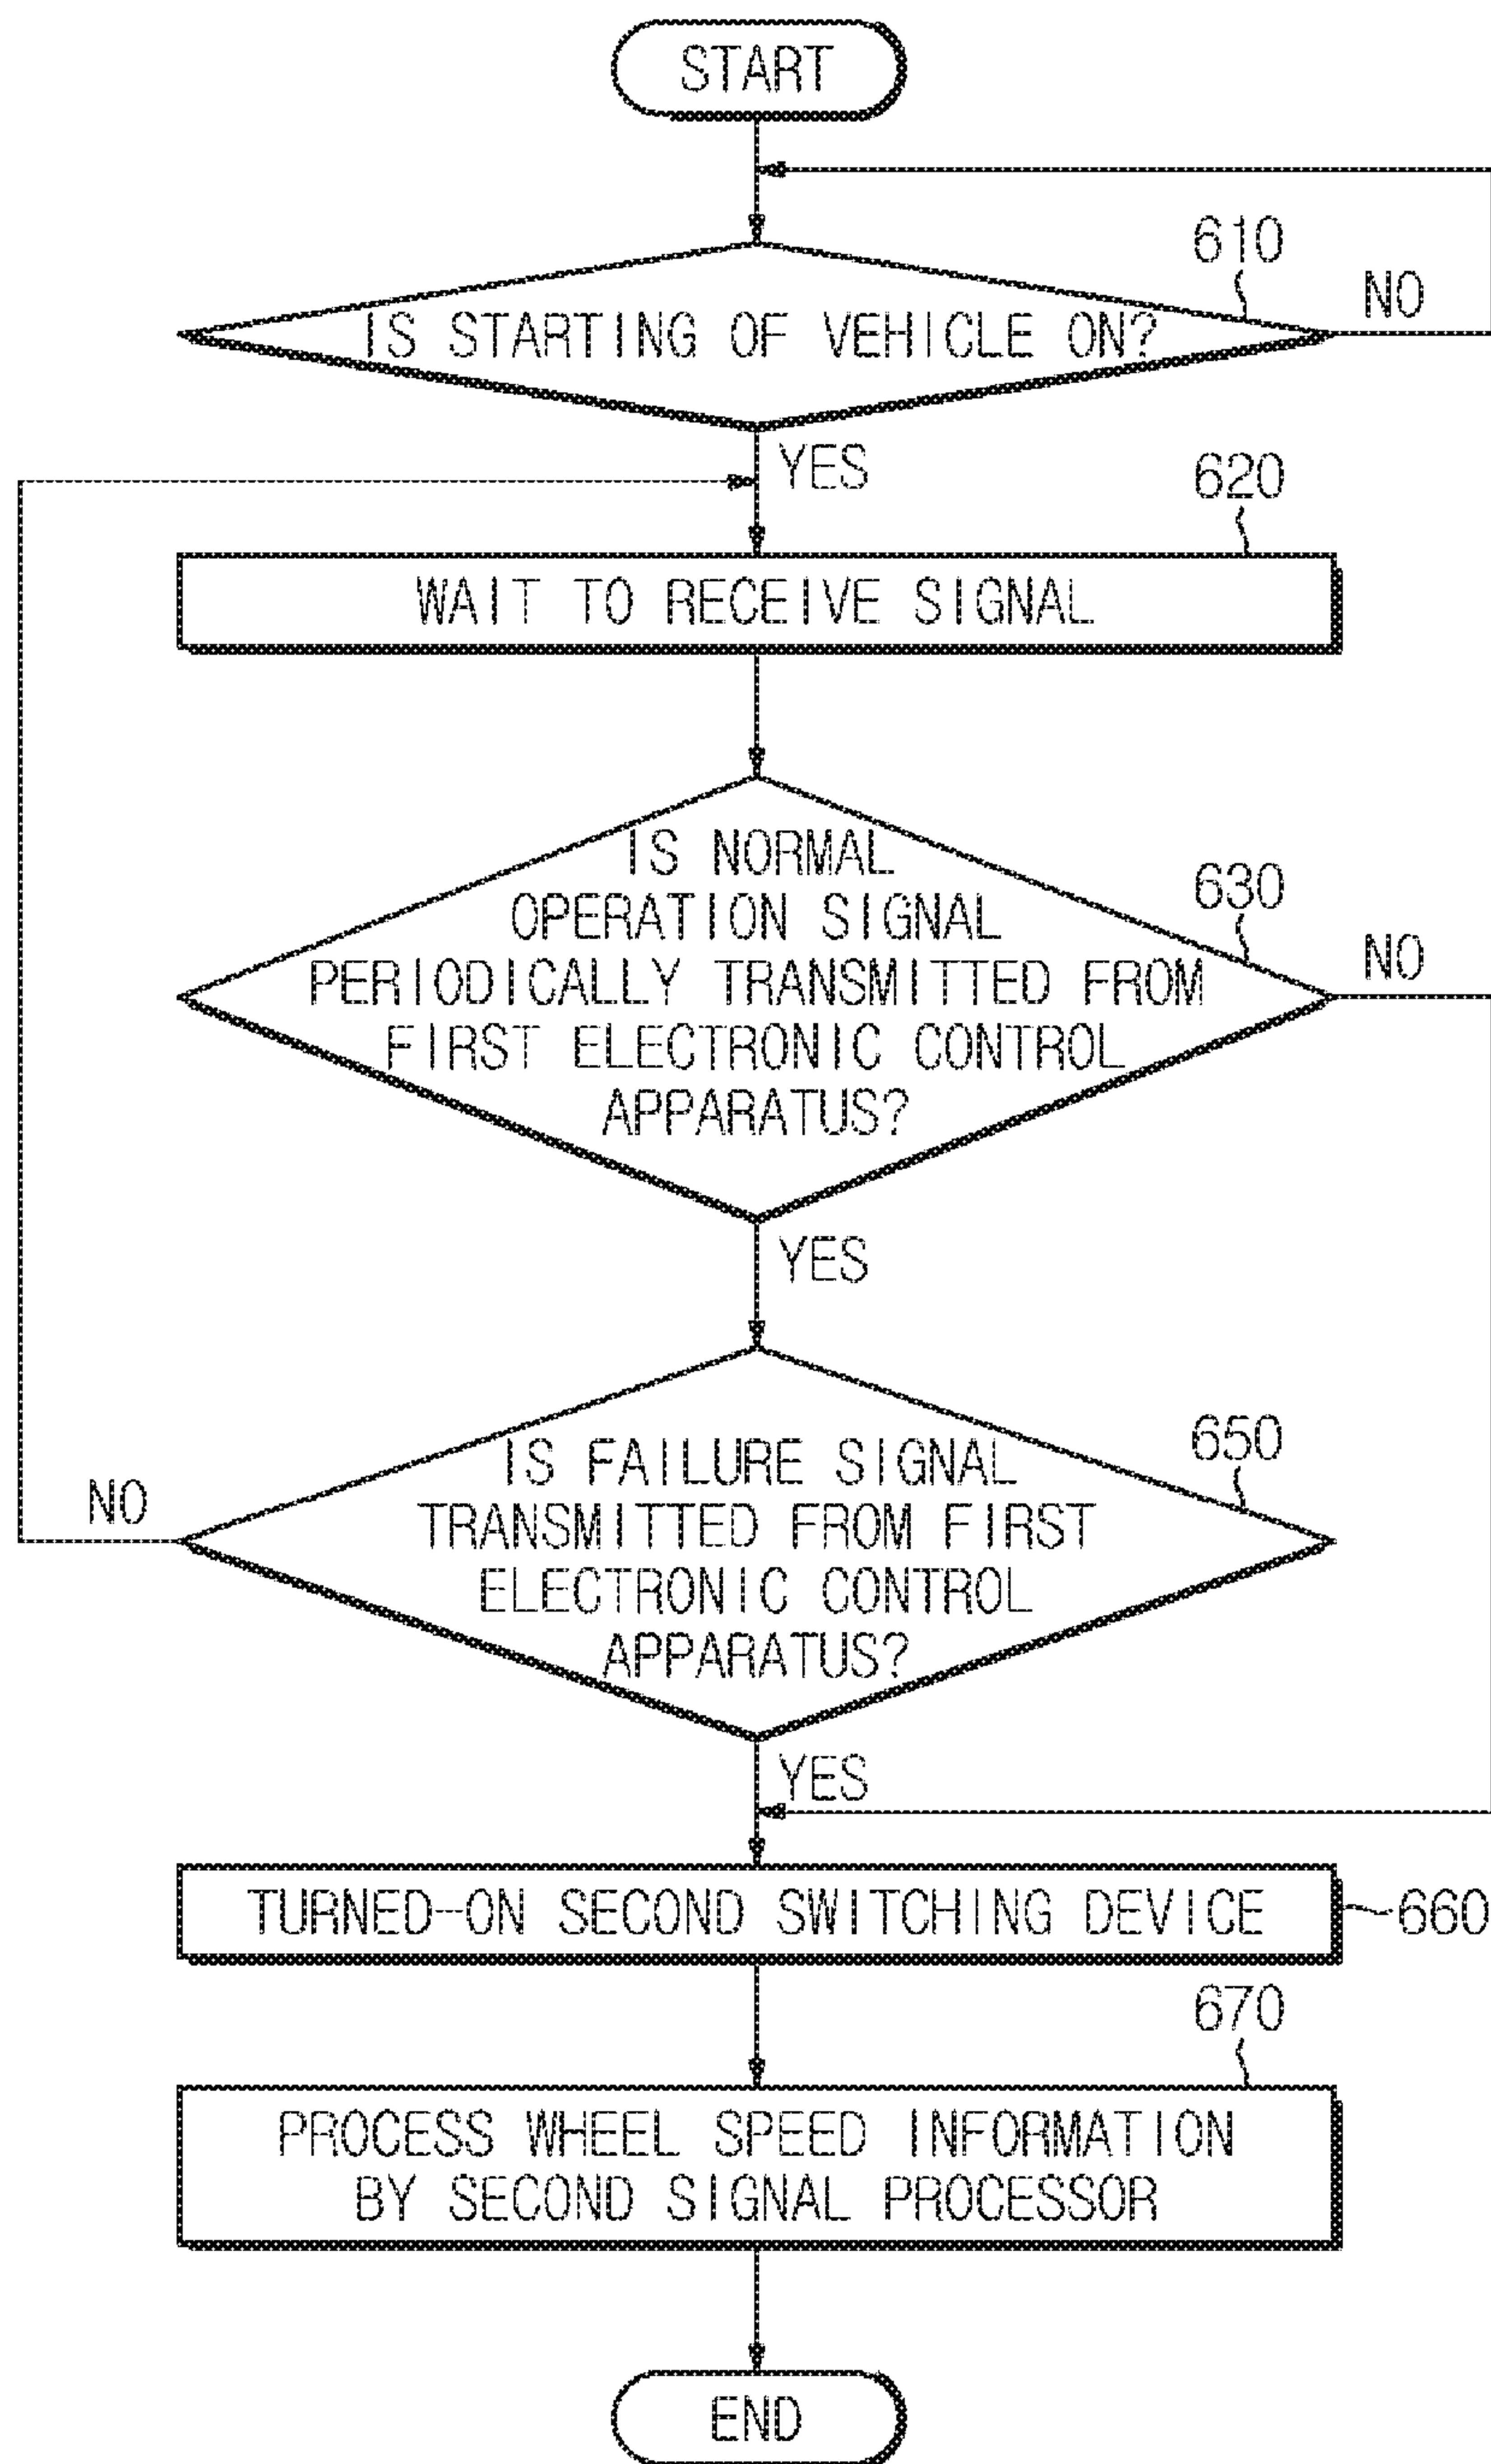 START
610
NO
IS STARTING OF VEHICLE ON?
YES
620
WAIT TO RECEIVE SIGNAL
IS NORMAL
OPERATION SIGNAL
630
PERIODICALLY TRANSMITTED FROM
NO
FIRST ELECTRONIC CONTROL
APPARATUS?
YES
650
IS FAILURE SIGNAL
NO
TRANSMITTED FROM FIRST
ELECTRONIC CONTROL
APPARATUS?
YES
TURNED-ON SECOND SWITCHING DEVICE
660
670
PROCESS WHEEL SPEED INFORMATION
BY SECOND SIGNAL PROCESSOR
END